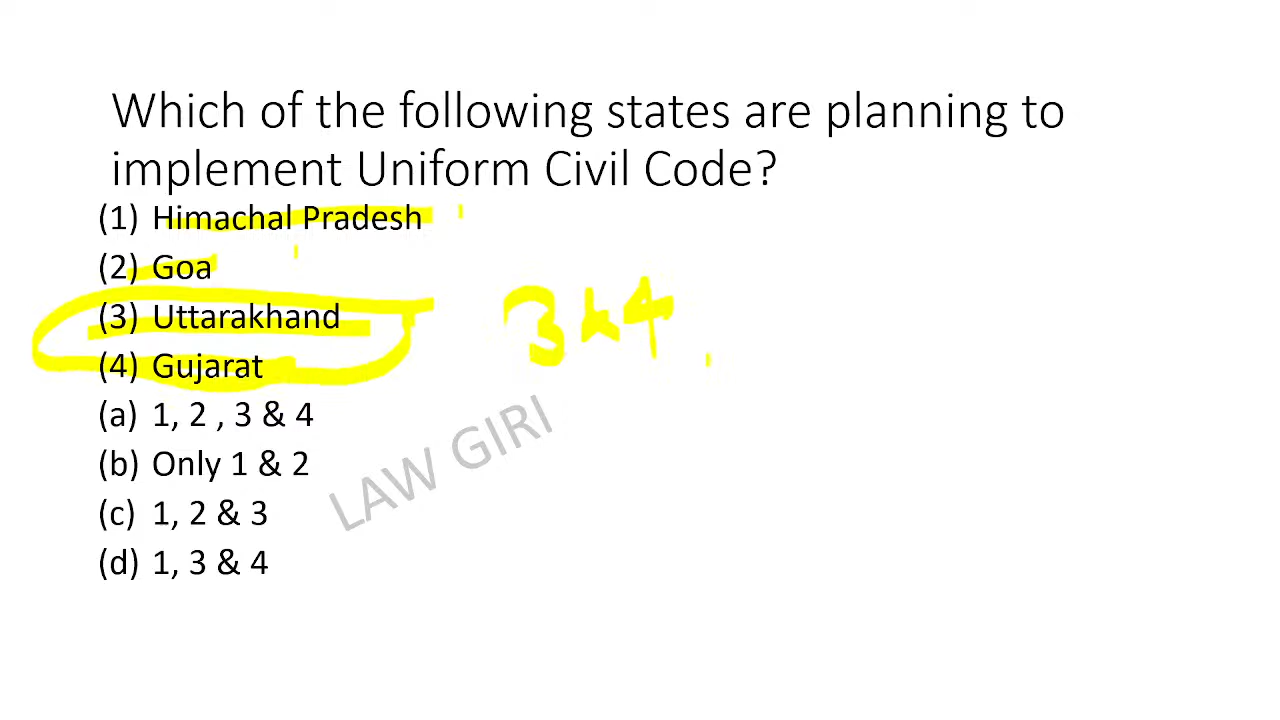 Which of the following states are planning to
implement Uniform Civil Code?
(1) Himachal Pradesh
(2) Goa
(3) Uttarakhand
(4) Gujarat
3 & 4
(a) 1, 2 , 3 & 4
(b) Only 1 & 2
(c) 1, 2 & 3
(d) 1, 3 & 4
LAW GIRI